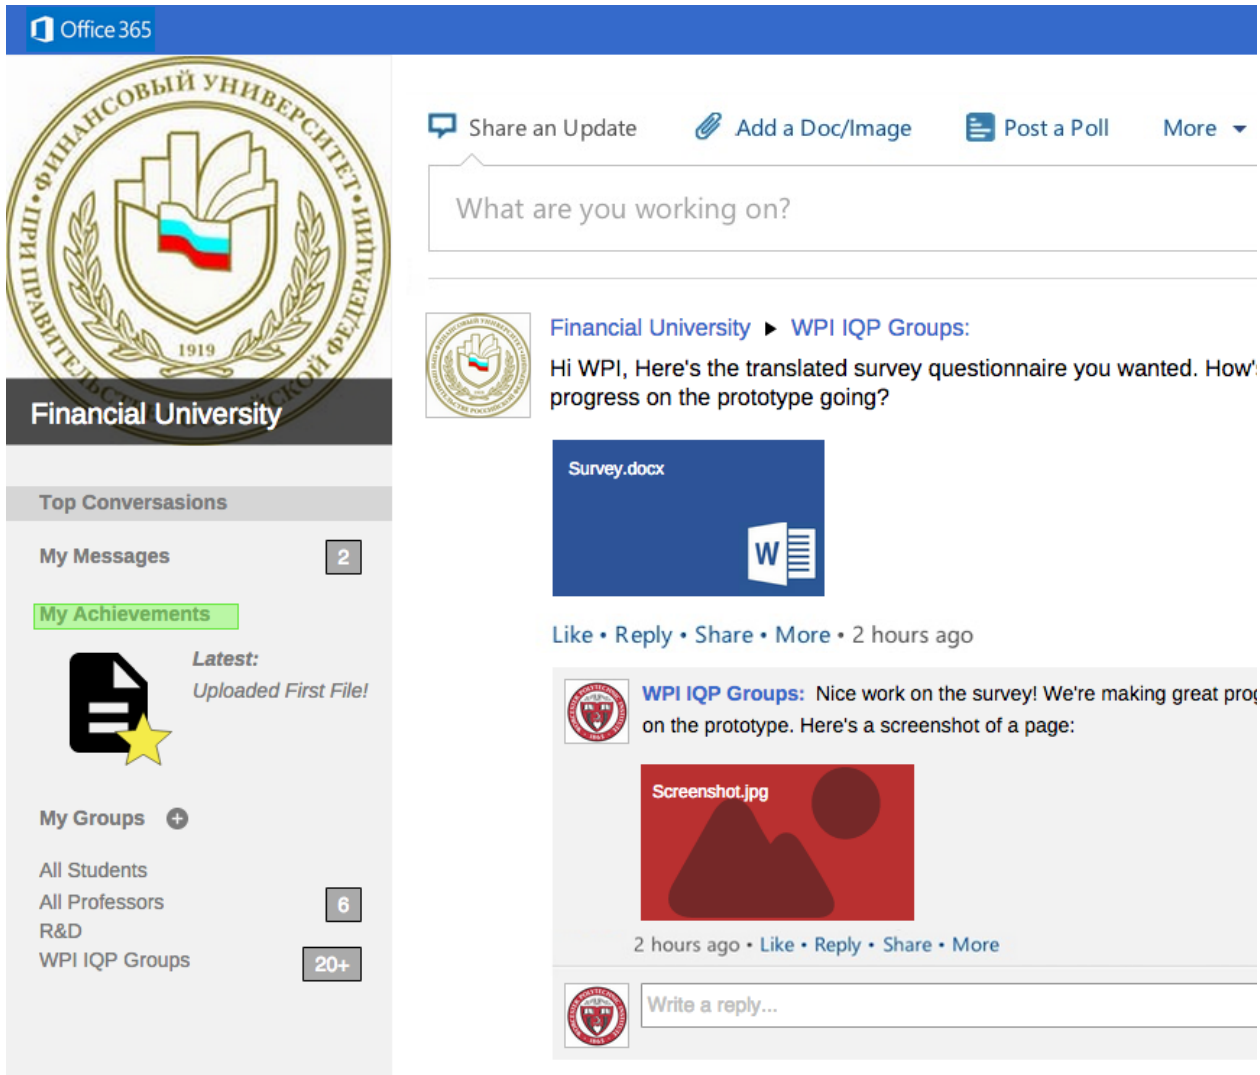 Office 365
ФИНАНСОВЫЙ УНИВЕРСИТЕТ
1919
Financial University
Top Conversasions
My Messages
2
My Achievements
Latest:
Uploaded First File!
My Groups
All Students
All Professors
6
R&D
WPI IQP Groups
20+
Share an Update
Add a Doc/Image
Post a Poll
More
What are you working on?
Financial University ▶ WPI IQP Groups:
Hi WPI, Here's the translated survey questionnaire you wanted. How'
progress on the prototype going?
Survey.docx
W
Like • Reply • Share • More • 2 hours ago
WPI IQP Groups: Nice work on the survey! We're making great prog
on the prototype. Here's a screenshot of a page:
Screenshot.jpg
2 hours ago • Like • Reply • Share • More
Write a reply...